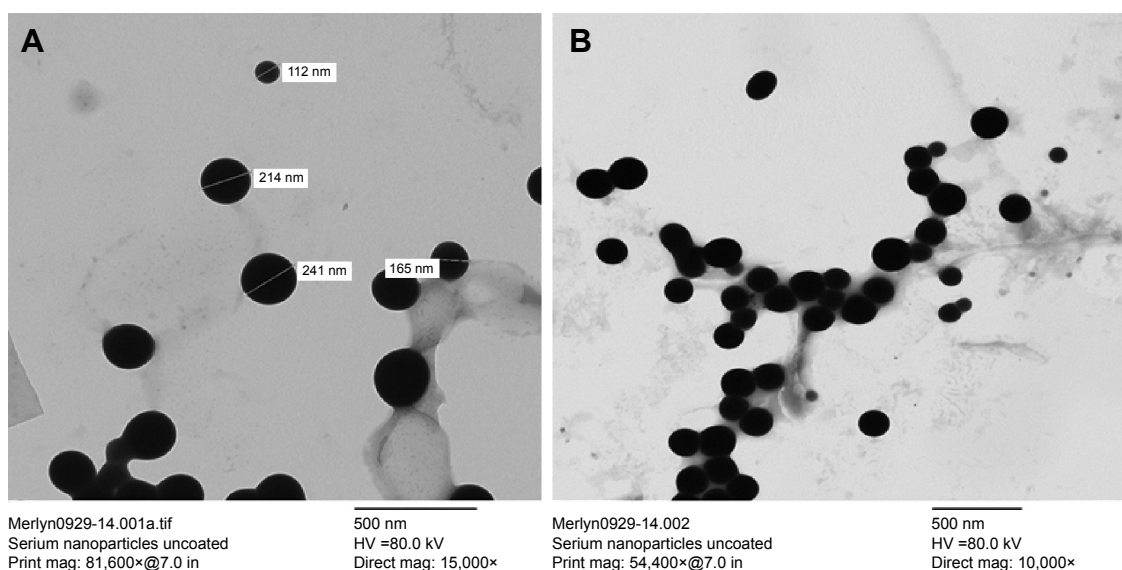 A
112 nm
214 nm
241 nm
165 nm
Merlyn0929-14.001a.tif
Serium nanoparticles uncoated
Print mag: 81,600×@7.0 in
500 nm
HV =80.0 kV
Direct mag: 15,000×
B
Merlyn0929-14.002
Serium nanoparticles uncoated
Print mag: 54,400×@7.0 in
500 nm
HV =80.0 kV
Direct mag: 10,000×